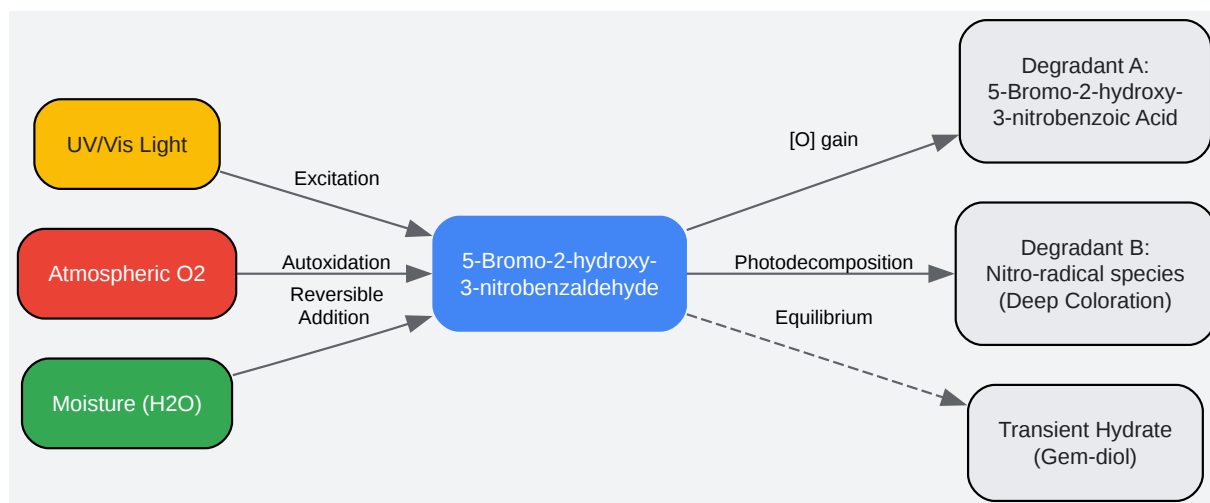 UV/Vis Light
Atmospheric O2
Moisture (H2O)
Excitation
Autoxidation
Reversible
Addition
5-Bromo-2-hydroxy-
3-nitrobenzaldehyde
[O] gain
Photodecomposition
Equilibrium
Degradant A:
5-Bromo-2-hydroxy-
3-nitrobenzoic Acid
Degradant B:
Nitro-radical species
(Deep Coloration)
Transient Hydrate
(Gem-diol)